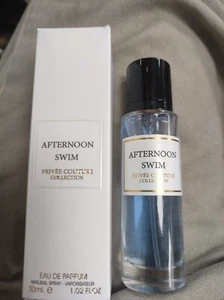 AFTERNOON
SWIM
PRIVÉE COUTURE
COLLECTION
EAU DE PARFUM
NATURAL SPRAY - VAPORISATEUR
30ml e 1.02 fl.oz
AFTERNOON
SWIM
PRIVÉE COUTURE
COLLECTION